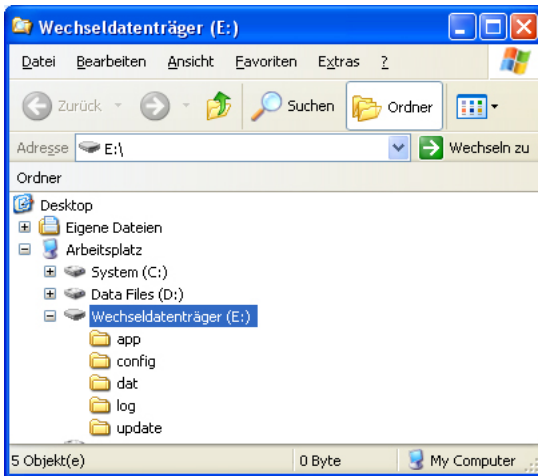 Wechseldatenträger (E:)
Datei Bearbeiten Ansicht Favoriten Extras ?
Zurück Suchen Ordner
Adresse E:\ Wechseln zu
Ordner
Desktop
Eigene Dateien
Arbeitsplatz
System (C:)
Data Files (D:)
Wechseldatenträger (E:)
app
config
dat
log
update
5 Objekt(e) 0 Byte My Computer